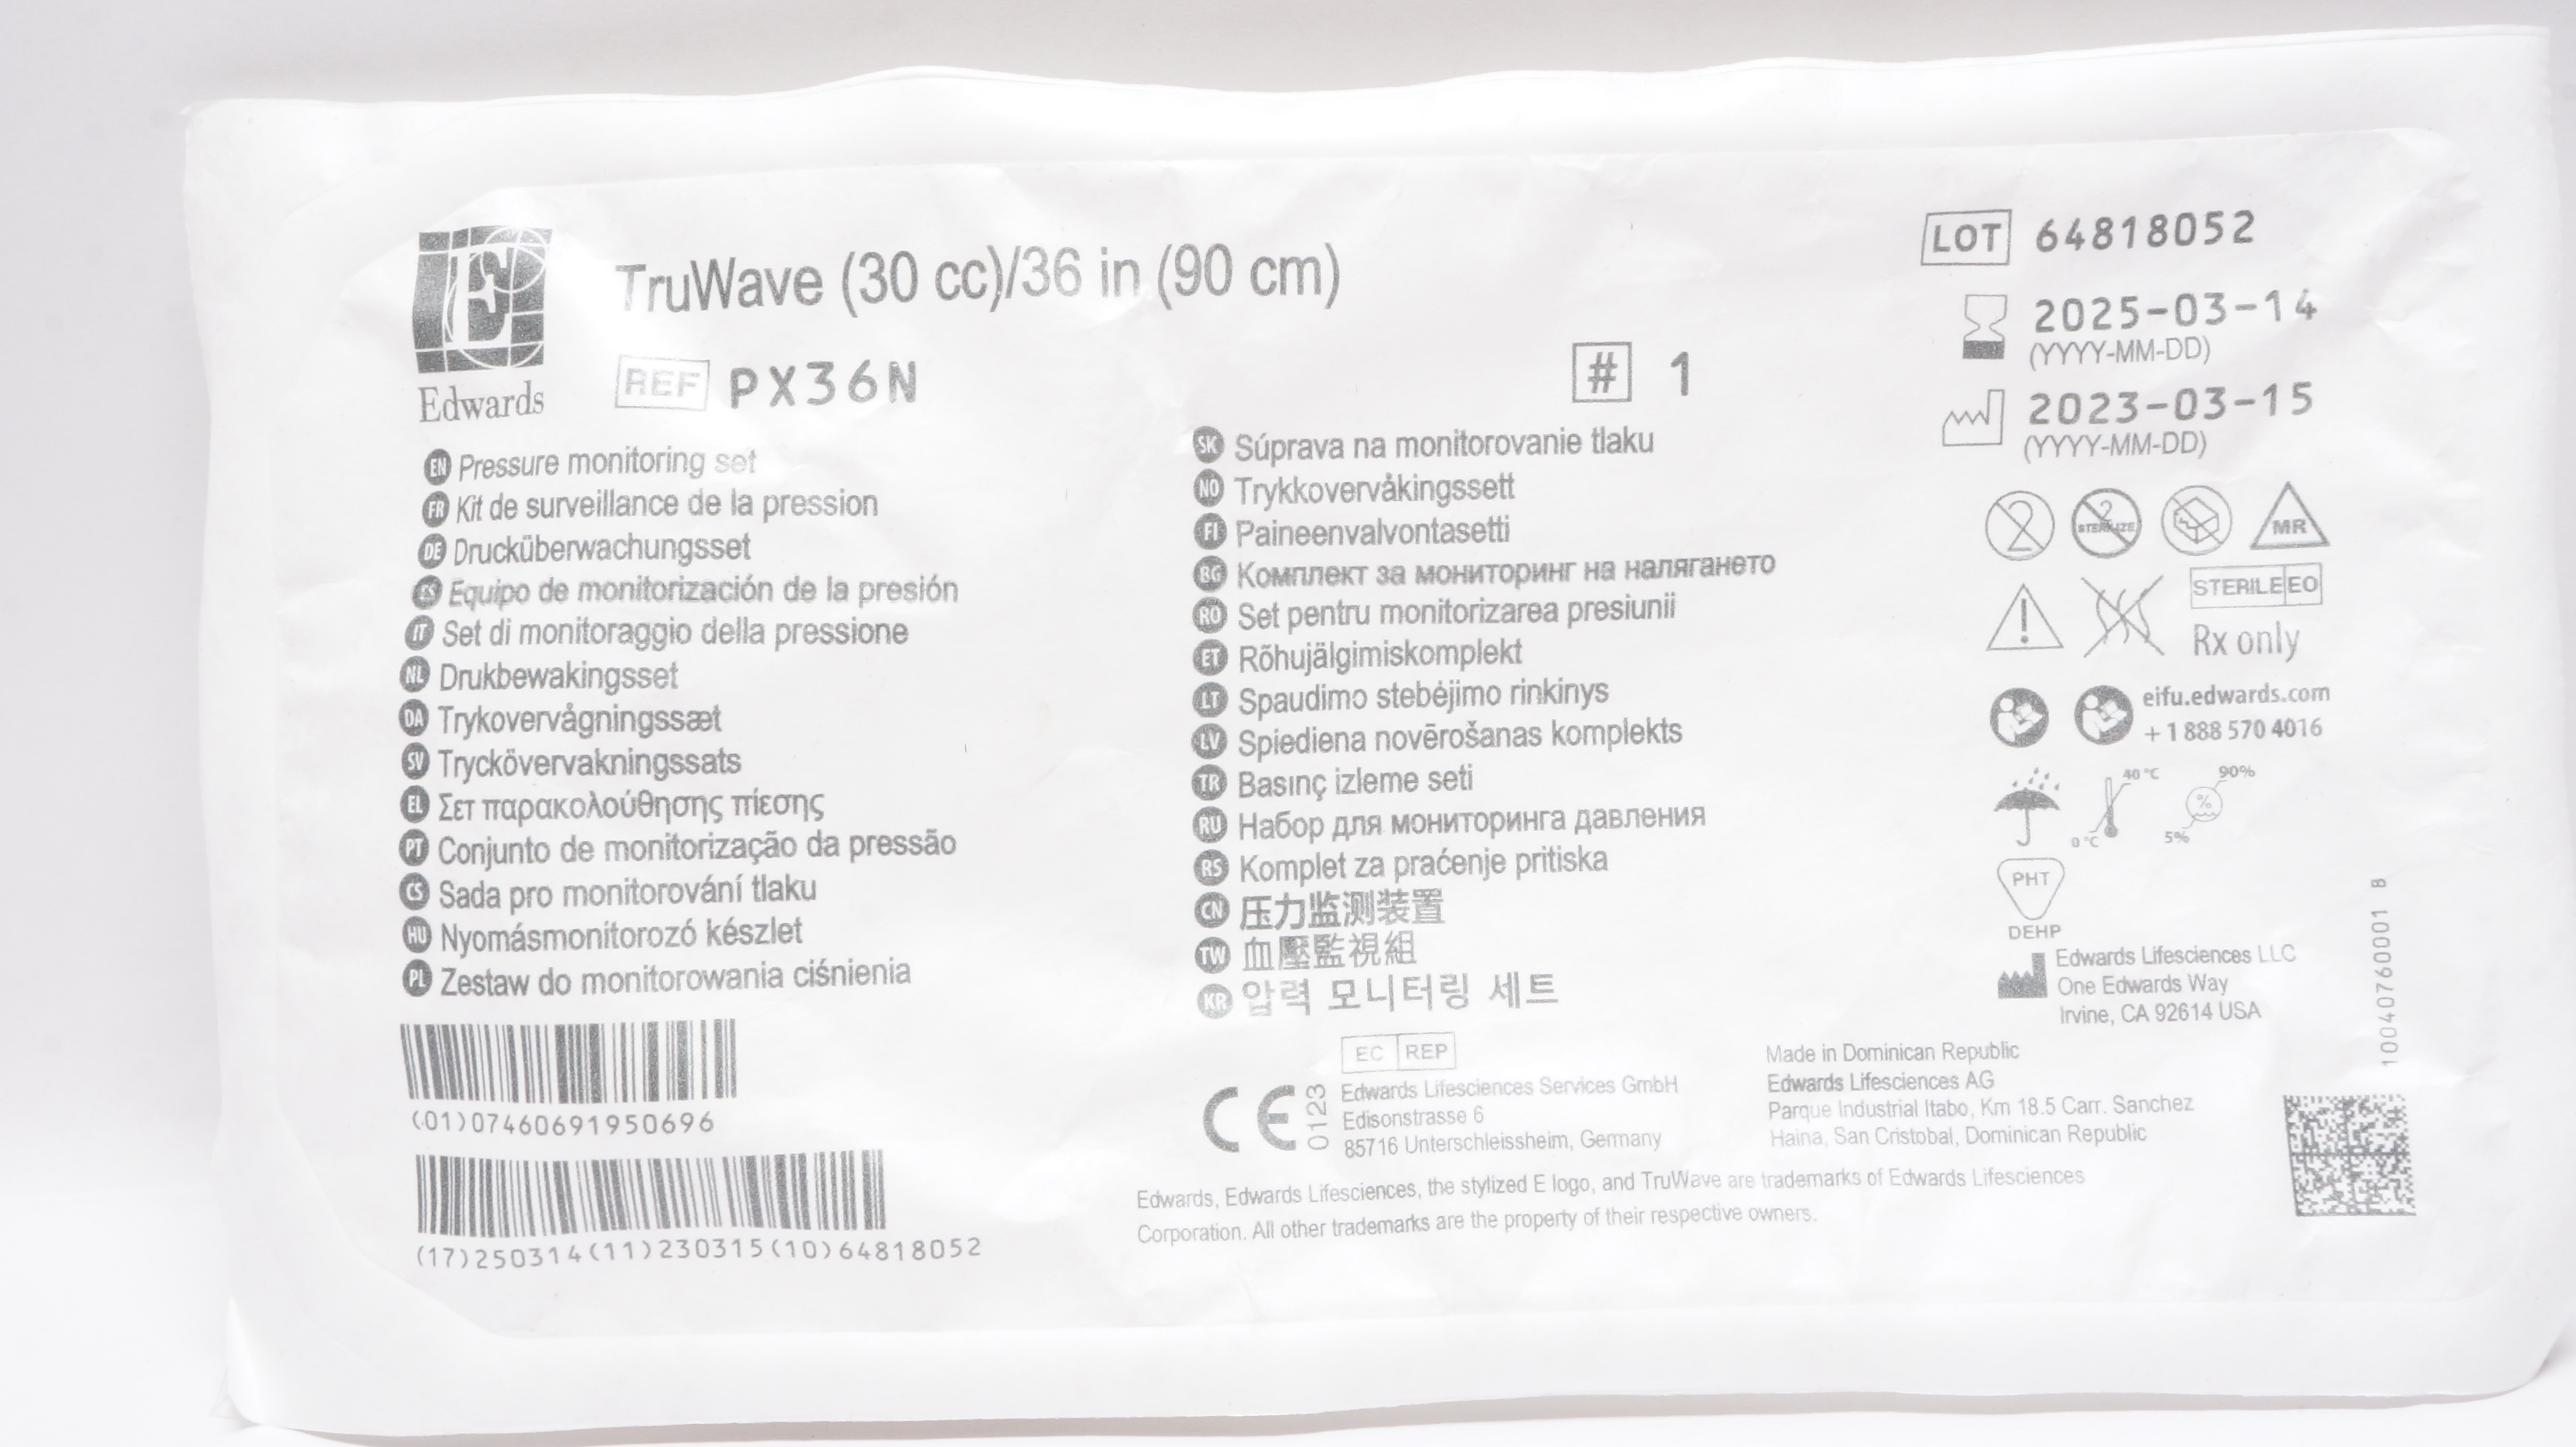 E
Edwards
TruWave (30 cc)/36 in (90 cm)
REF PX36N
# 1
LOT 64818052
2025-03-14
(YYYY-MM-DD)
2023-03-15
(YYYY-MM-DD)
EN Pressure monitoring set
FR Kit de surveillance de la pression
DE Drucküberwachungsset
ES Equipo de monitorización de la presión
IT Set di monitoraggio della pressione
NL Drukbewakingsset
DA Trykovervågningssæt
SV Tryckövervakningssats
EL Σετ παρακολούθησης πίεσης
PT Conjunto de monitorização da pressão
CS Sada pro monitorování tlaku
HU Nyomásmonitorozó készlet
PL Zestaw do monitorowania ciśnienia
SK Súprava na monitorovanie tlaku
NO Trykkovervåkingssett
FI Paineenvalvontasetti
BG Комплект за мониторинг на налягането
RO Set pentru monitorizarea presiunii
ET Rõhujälgimiskomplekt
LT Spaudimo stebėjimo rinkinys
LV Spiediena novērošanas komplekts
TR Basınç izleme seti
RU Набор для мониторинга давления
RS Komplet za praćenje pritiska
CN 压力监测装置
TW 血壓監視組
KR 압력 모니터링 세트
2
2 STERILIZE
MR
STERILE EO
Rx only
eifu.edwards.com
+ 1 888 570 4016
40 °C
0 °C
90%
%
5%
PHT
DEHP
Edwards Lifesciences LLC
One Edwards Way
Irvine, CA 92614 USA
10040760001 B
(01)07460691950696
(17)250314(11)230315(10)64818052
CE 0123
EC REP
Edwards Lifesciences Services GmbH
Edisonstrasse 6
85716 Unterschleissheim, Germany
Made in Dominican Republic
Edwards Lifesciences AG
Parque Industrial Itabo, Km 18.5 Carr. Sanchez
Haina, San Cristobal, Dominican Republic
Edwards, Edwards Lifesciences, the stylized E logo, and TruWave are trademarks of Edwards Lifesciences
Corporation. All other trademarks are the property of their respective owners.